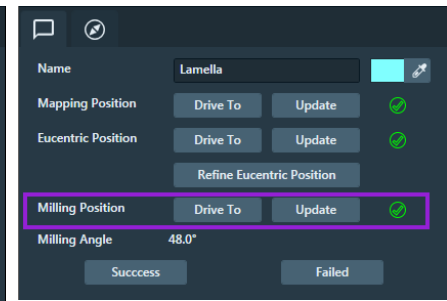 Name Lamella
Mapping Position Drive To Update
Eucentric Position Drive To Update
Refine Eucentric Position
Milling Position Drive To Update
Milling Angle 48.0°
Succcess Failed